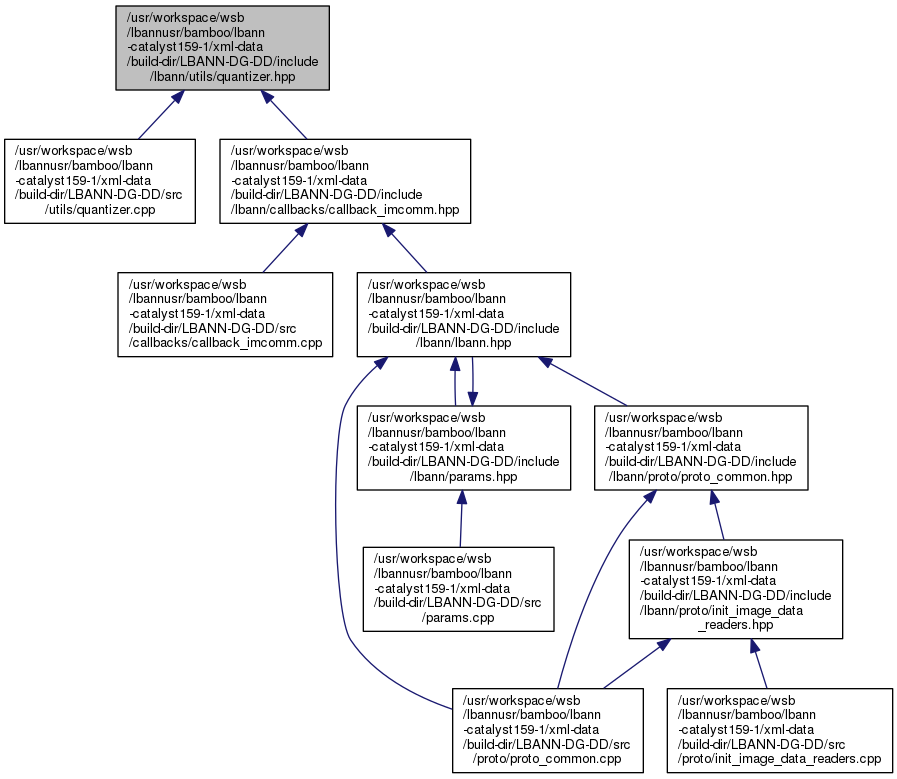 /usr/workspace/wsb
/lbannusr/bamboo/lbann
-catalyst159-1/xml-data
/build-dir/LBANN-DG-DD/include
/lbann/utils/quantizer.hpp
/usr/workspace/wsb
/lbannusr/bamboo/lbann
-catalyst159-1/xml-data
/build-dir/LBANN-DG-DD/src
/utils/quantizer.cpp
/usr/workspace/wsb
/lbannusr/bamboo/lbann
-catalyst159-1/xml-data
/build-dir/LBANN-DG-DD/include
/lbann/callbacks/callback_imcomm.hpp
/usr/workspace/wsb
/lbannusr/bamboo/lbann
-catalyst159-1/xml-data
/build-dir/LBANN-DG-DD/src
/callbacks/callback_imcomm.cpp
/usr/workspace/wsb
/lbannusr/bamboo/lbann
-catalyst159-1/xml-data
/build-dir/LBANN-DG-DD/include
/lbann/lbann.hpp
/usr/workspace/wsb
/lbannusr/bamboo/lbann
-catalyst159-1/xml-data
/build-dir/LBANN-DG-DD/include
/lbann/params.hpp
/usr/workspace/wsb
/lbannusr/bamboo/lbann
-catalyst159-1/xml-data
/build-dir/LBANN-DG-DD/include
/lbann/proto/proto_common.hpp
/usr/workspace/wsb
/lbannusr/bamboo/lbann
-catalyst159-1/xml-data
/build-dir/LBANN-DG-DD/src
/params.cpp
/usr/workspace/wsb
/lbannusr/bamboo/lbann
-catalyst159-1/xml-data
/build-dir/LBANN-DG-DD/include
/lbann/proto/init_image_data
_readers.hpp
/usr/workspace/wsb
/lbannusr/bamboo/lbann
-catalyst159-1/xml-data
/build-dir/LBANN-DG-DD/src
/proto/proto_common.cpp
/usr/workspace/wsb
/lbannusr/bamboo/lbann
-catalyst159-1/xml-data
/build-dir/LBANN-DG-DD/src
/proto/init_image_data_readers.cpp